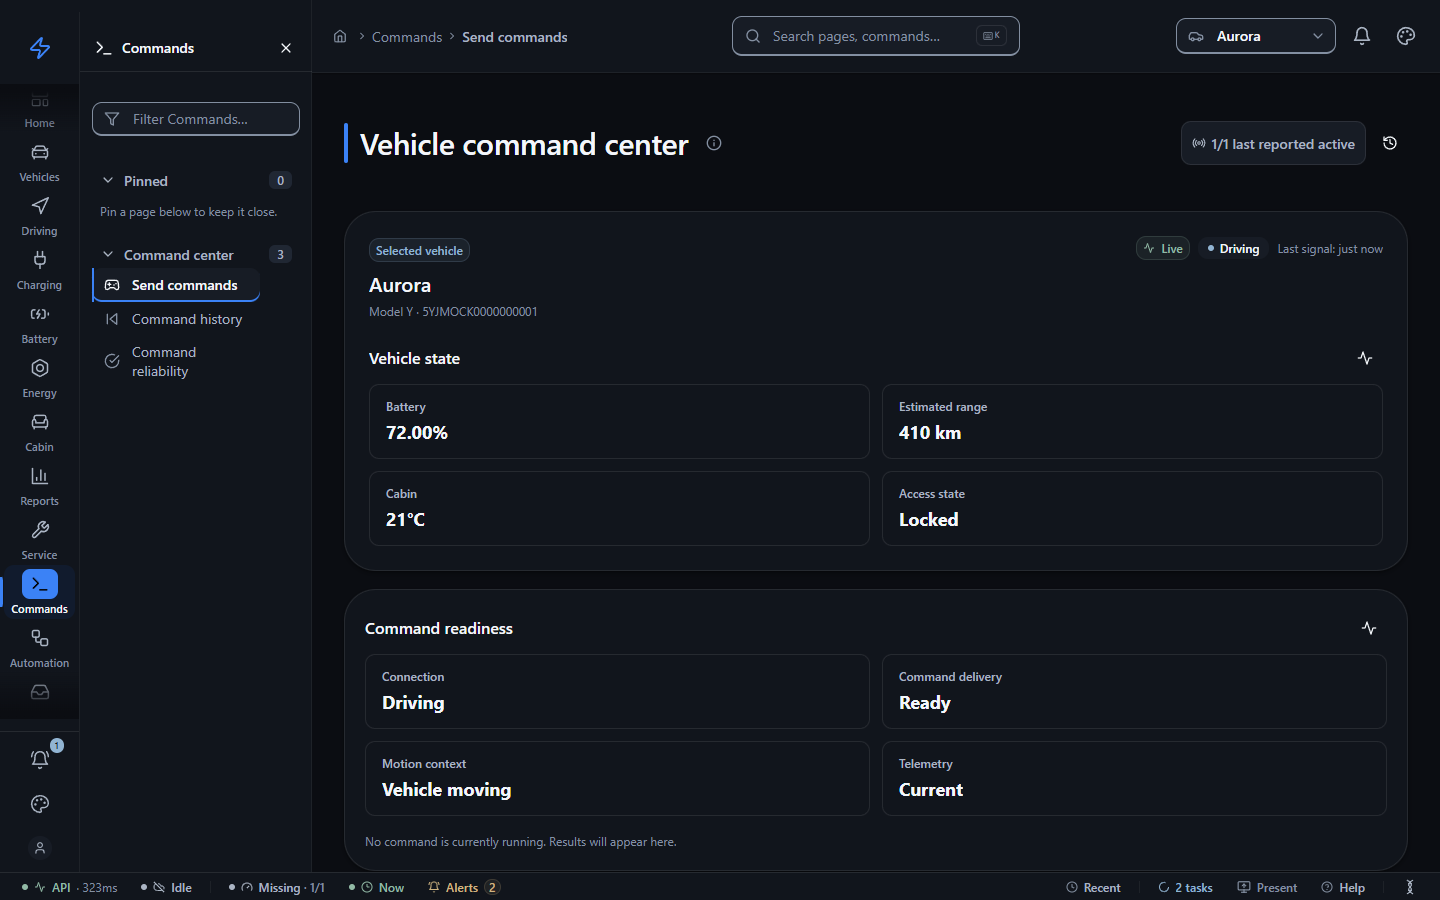 Commands
Home
Vehicles
Driving
Charging
Battery
Energy
Cabin
Reports
Service
Commands
Automation
1
Filter Commands...
Pinned
0
Pin a page below to keep it close.
Command center
3
Send commands
Command history
Command
reliability
Commands
Send commands
Search pages, commands...
K
Aurora
Vehicle command center
1/1 last reported active
Selected vehicle
Live
Driving
Last signal: just now
Aurora
Model Y · 5YJMOCK0000000001
Vehicle state
Battery
72.00%
Estimated range
410 km
Cabin
21°C
Access state
Locked
Command readiness
Connection
Driving
Command delivery
Ready
Motion context
Vehicle moving
Telemetry
Current
No command is currently running. Results will appear here.
API · 323ms
Idle
Missing · 1/1
Now
Alerts 2
Recent
2 tasks
Present
Help